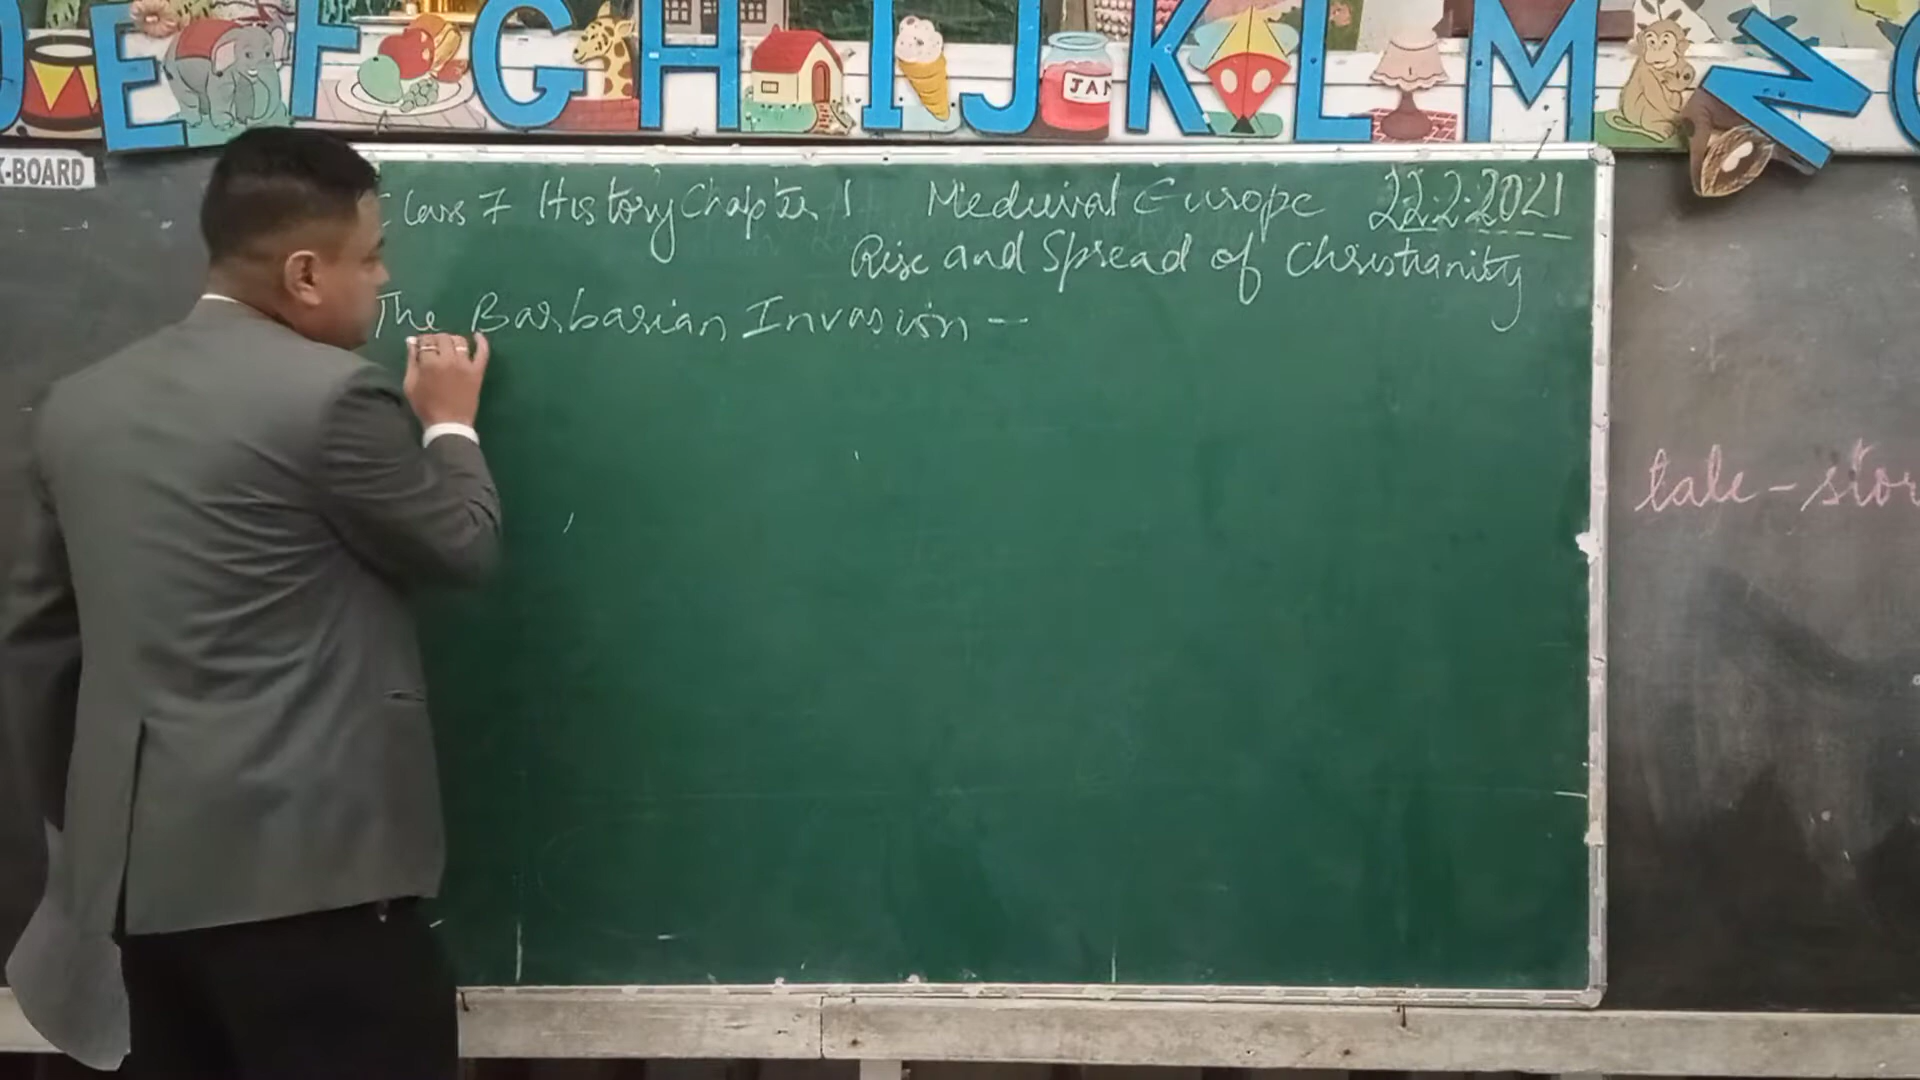 D E F G H I J K L M N O
JAM
K-BOARD
Class 7 History Chapter 1 Medieval Europe 22.2.2021
Rise and Spread of Christianity
The Barbarian Invasion -
tale - stor